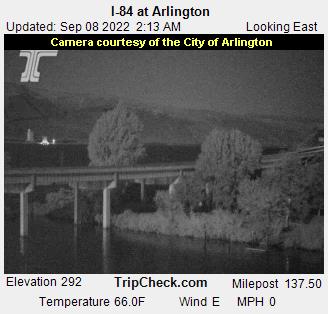 I-84 at Arlington
Updated: Sep 08 2022 2:13 AM Looking East
Camera courtesy of the City of Arlington
Elevation 292 TripCheck.com Milepost 137.50
Temperature 66.0F Wind E MPH 0